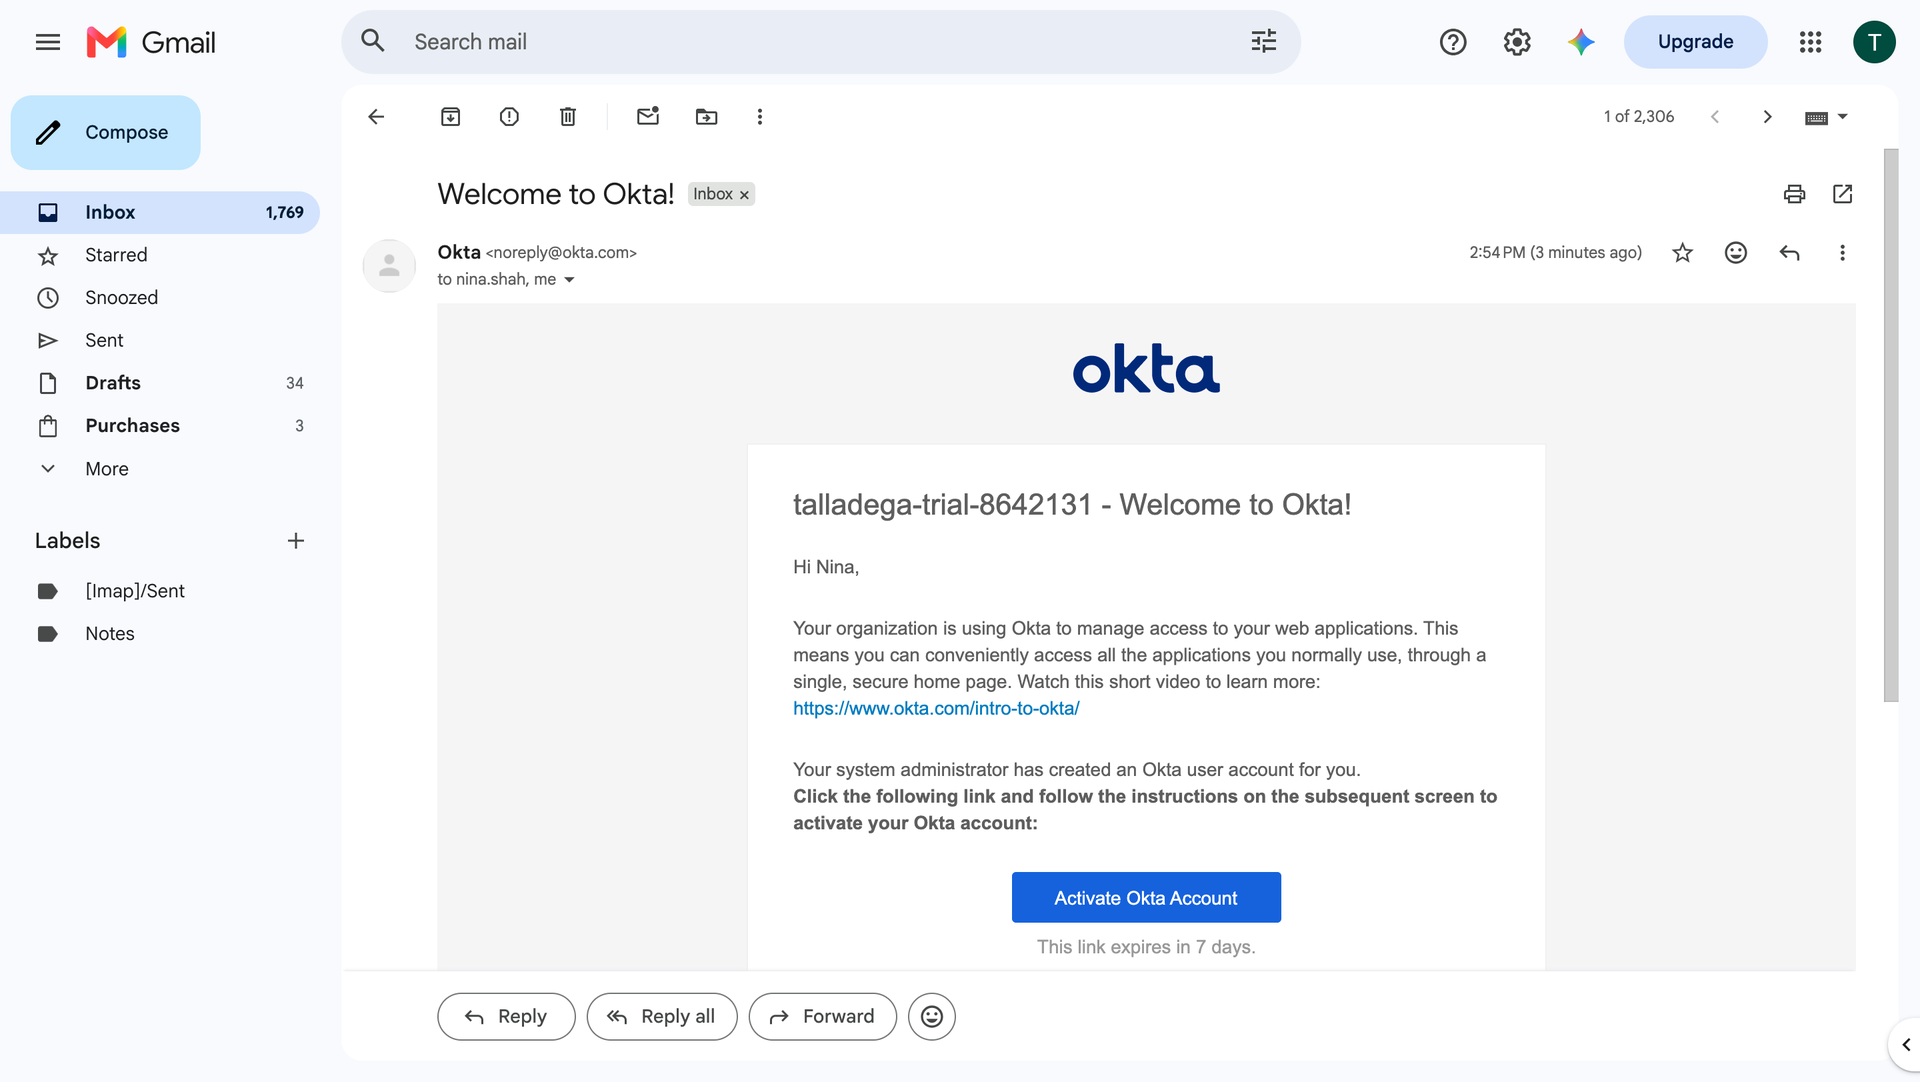 Gmail
Search mail
Upgrade
T
Compose
1 of 2,306
Inbox 1,769
Starred
Snoozed
Sent
Drafts 34
Purchases 3
More
Labels
[Imap]/Sent
Notes
Welcome to Okta! Inbox
Okta <noreply@okta.com> 2:54 PM (3 minutes ago)
to nina.shah, me
okta
talladega-trial-8642131 - Welcome to Okta!
Hi Nina,
Your organization is using Okta to manage access to your web applications. This
means you can conveniently access all the applications you normally use, through a
single, secure home page. Watch this short video to learn more:
https://www.okta.com/intro-to-okta/
Your system administrator has created an Okta user account for you.
Click the following link and follow the instructions on the subsequent screen to
activate your Okta account:
Activate Okta Account
This link expires in 7 days.
Reply
Reply all
Forward